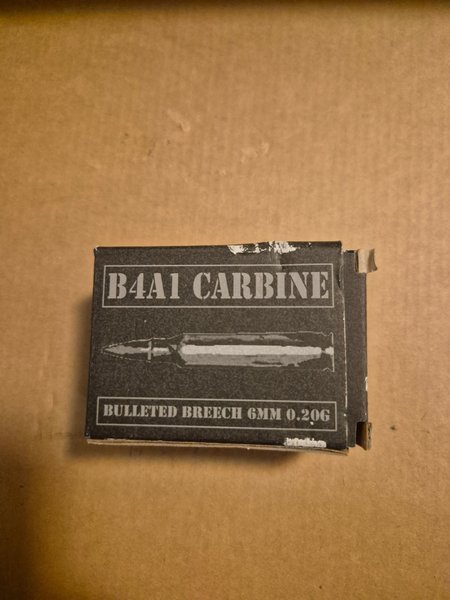 B4A1 CARBINE
BULLETED BREECH 6MM 0.20G